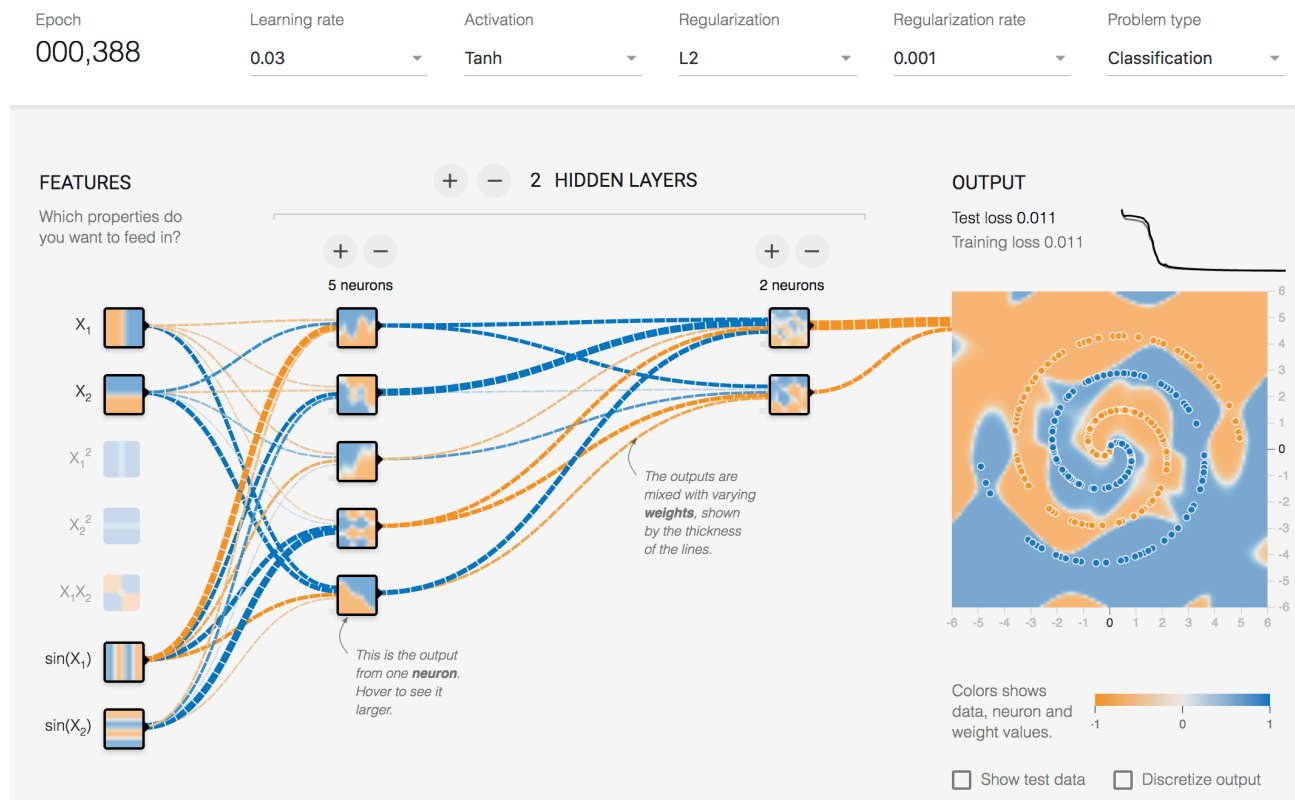 Epoch
000,388
Learning rate
0.03
Activation
Tanh
Regularization
L2
Regularization rate
0.001
Problem type
Classification
FEATURES
Which properties do
you want to feed in?
+ − 2 HIDDEN LAYERS
+ −
5 neurons
+ −
2 neurons
OUTPUT
Test loss 0.011
Training loss 0.011
X₁
X₂
X₁²
X₂²
X₁X₂
sin(X₁)
sin(X₂)
The outputs are
mixed with varying
weights, shown
by the thickness
of the lines.
This is the output
from one neuron.
Hover to see it
larger.
6
5
4
3
2
1
0
-1
-2
-3
-4
-5
-6
-6 -5 -4 -3 -2 -1 0 1 2 3 4 5 6
Colors shows
data, neuron and
weight values.
-1 0 1
Show test data
Discretize output